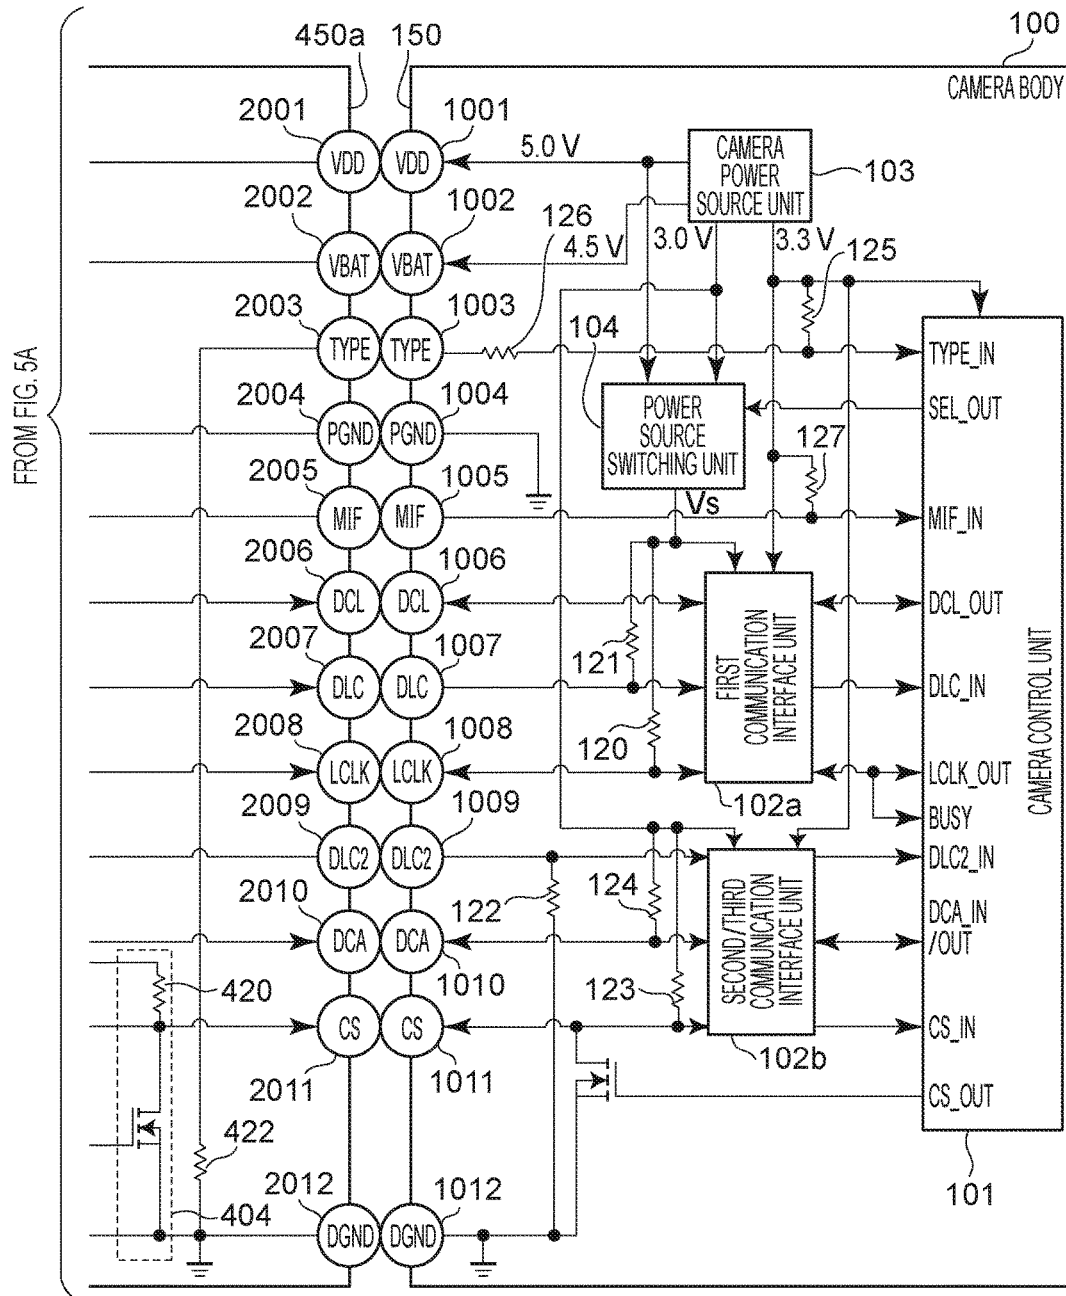 FROM FIG. 5A
450a
150
100
CAMERA BODY
2001
VDD
1001
VDD
5.0 V
CAMERA
POWER
SOURCE UNIT
103
2002
VBAT
1002
VBAT
126
4.5 V
3.0 V
3.3 V
125
2003
TYPE
1003
TYPE
104
TYPE_IN
2004
PGND
1004
PGND
POWER
SOURCE
SWITCHING UNIT
SEL_OUT
127
2005
MIF
1005
MIF
Vs
MIF_IN
2006
DCL
1006
DCL
DCL_OUT
2007
DLC
1007
DLC
121
FIRST
COMMUNICATION
INTERFACE UNIT
DLC_IN
CAMERA CONTROL UNIT
2008
LCLK
1008
LCLK
120
102a
LCLK_OUT
BUSY
2009
DLC2
1009
DLC2
DLC2_IN
122
124
SECOND/THIRD
COMMUNICATION
INTERFACE UNIT
2010
DCA
DCA
1010
DCA_IN
/OUT
420
123
CS
2011
CS
1011
102b
CS_IN
CS_OUT
422
101
404
2012
DGND
1012
DGND